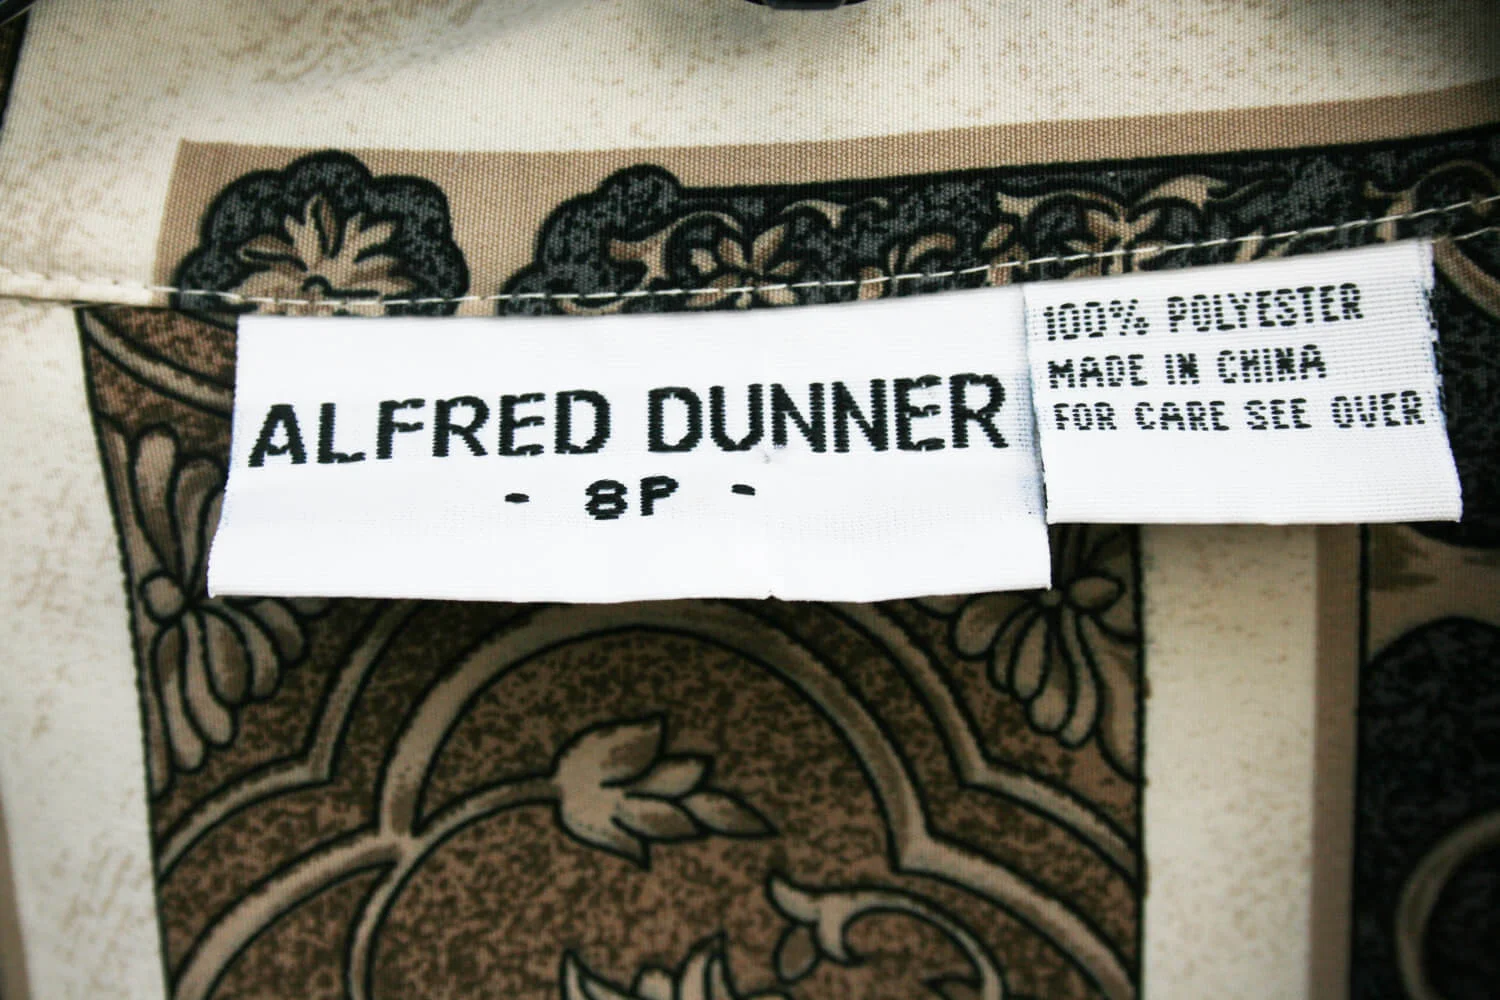 ALFRED DUNNER
- 8P -
100% POLYESTER
MADE IN CHINA
FOR CARE SEE OVER